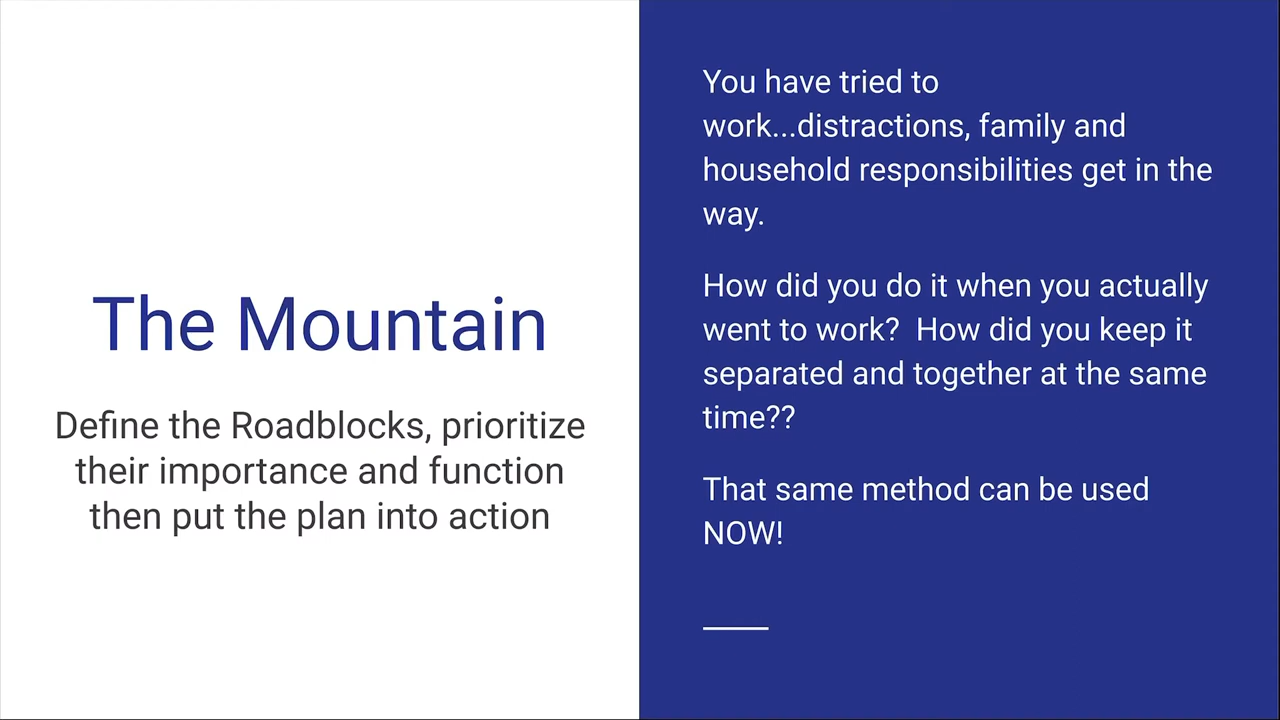 The Mountain
Define the Roadblocks, prioritize
their importance and function
then put the plan into action
You have tried to
work...distractions, family and
household responsibilities get in the
way.
How did you do it when you actually
went to work?  How did you keep it
separated and together at the same
time??
That same method can be used
NOW!